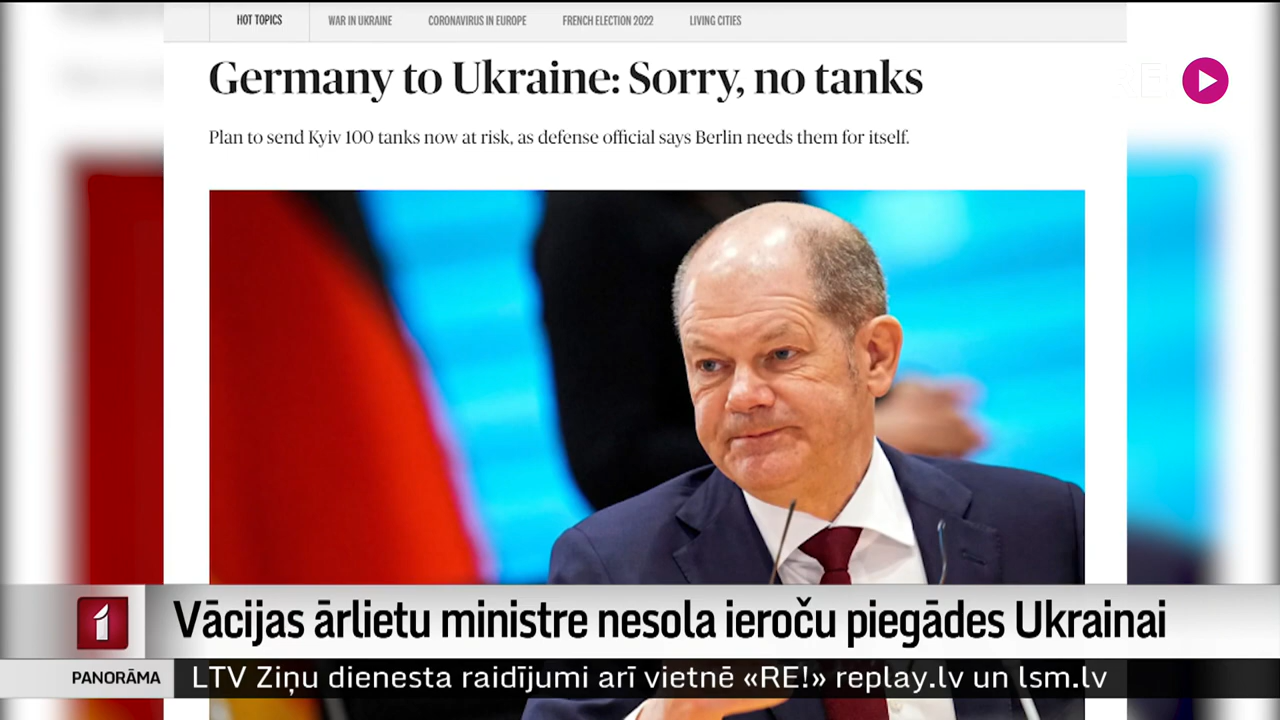 HOT TOPICS WAR IN UKRAINE CORONAVIRUS IN EUROPE FRENCH ELECTION 2022 LIVING CITIES
Germany to Ukraine: Sorry, no tanks
RE
Plan to send Kyiv 100 tanks now at risk, as defense official says Berlin needs them for itself.
1
Vācijas ārlietu ministre nesola ieroču piegādes Ukrainai
PANORĀMA
LTV Ziņu dienesta raidījumi arī vietnē «RE!» replay.lv un lsm.lv